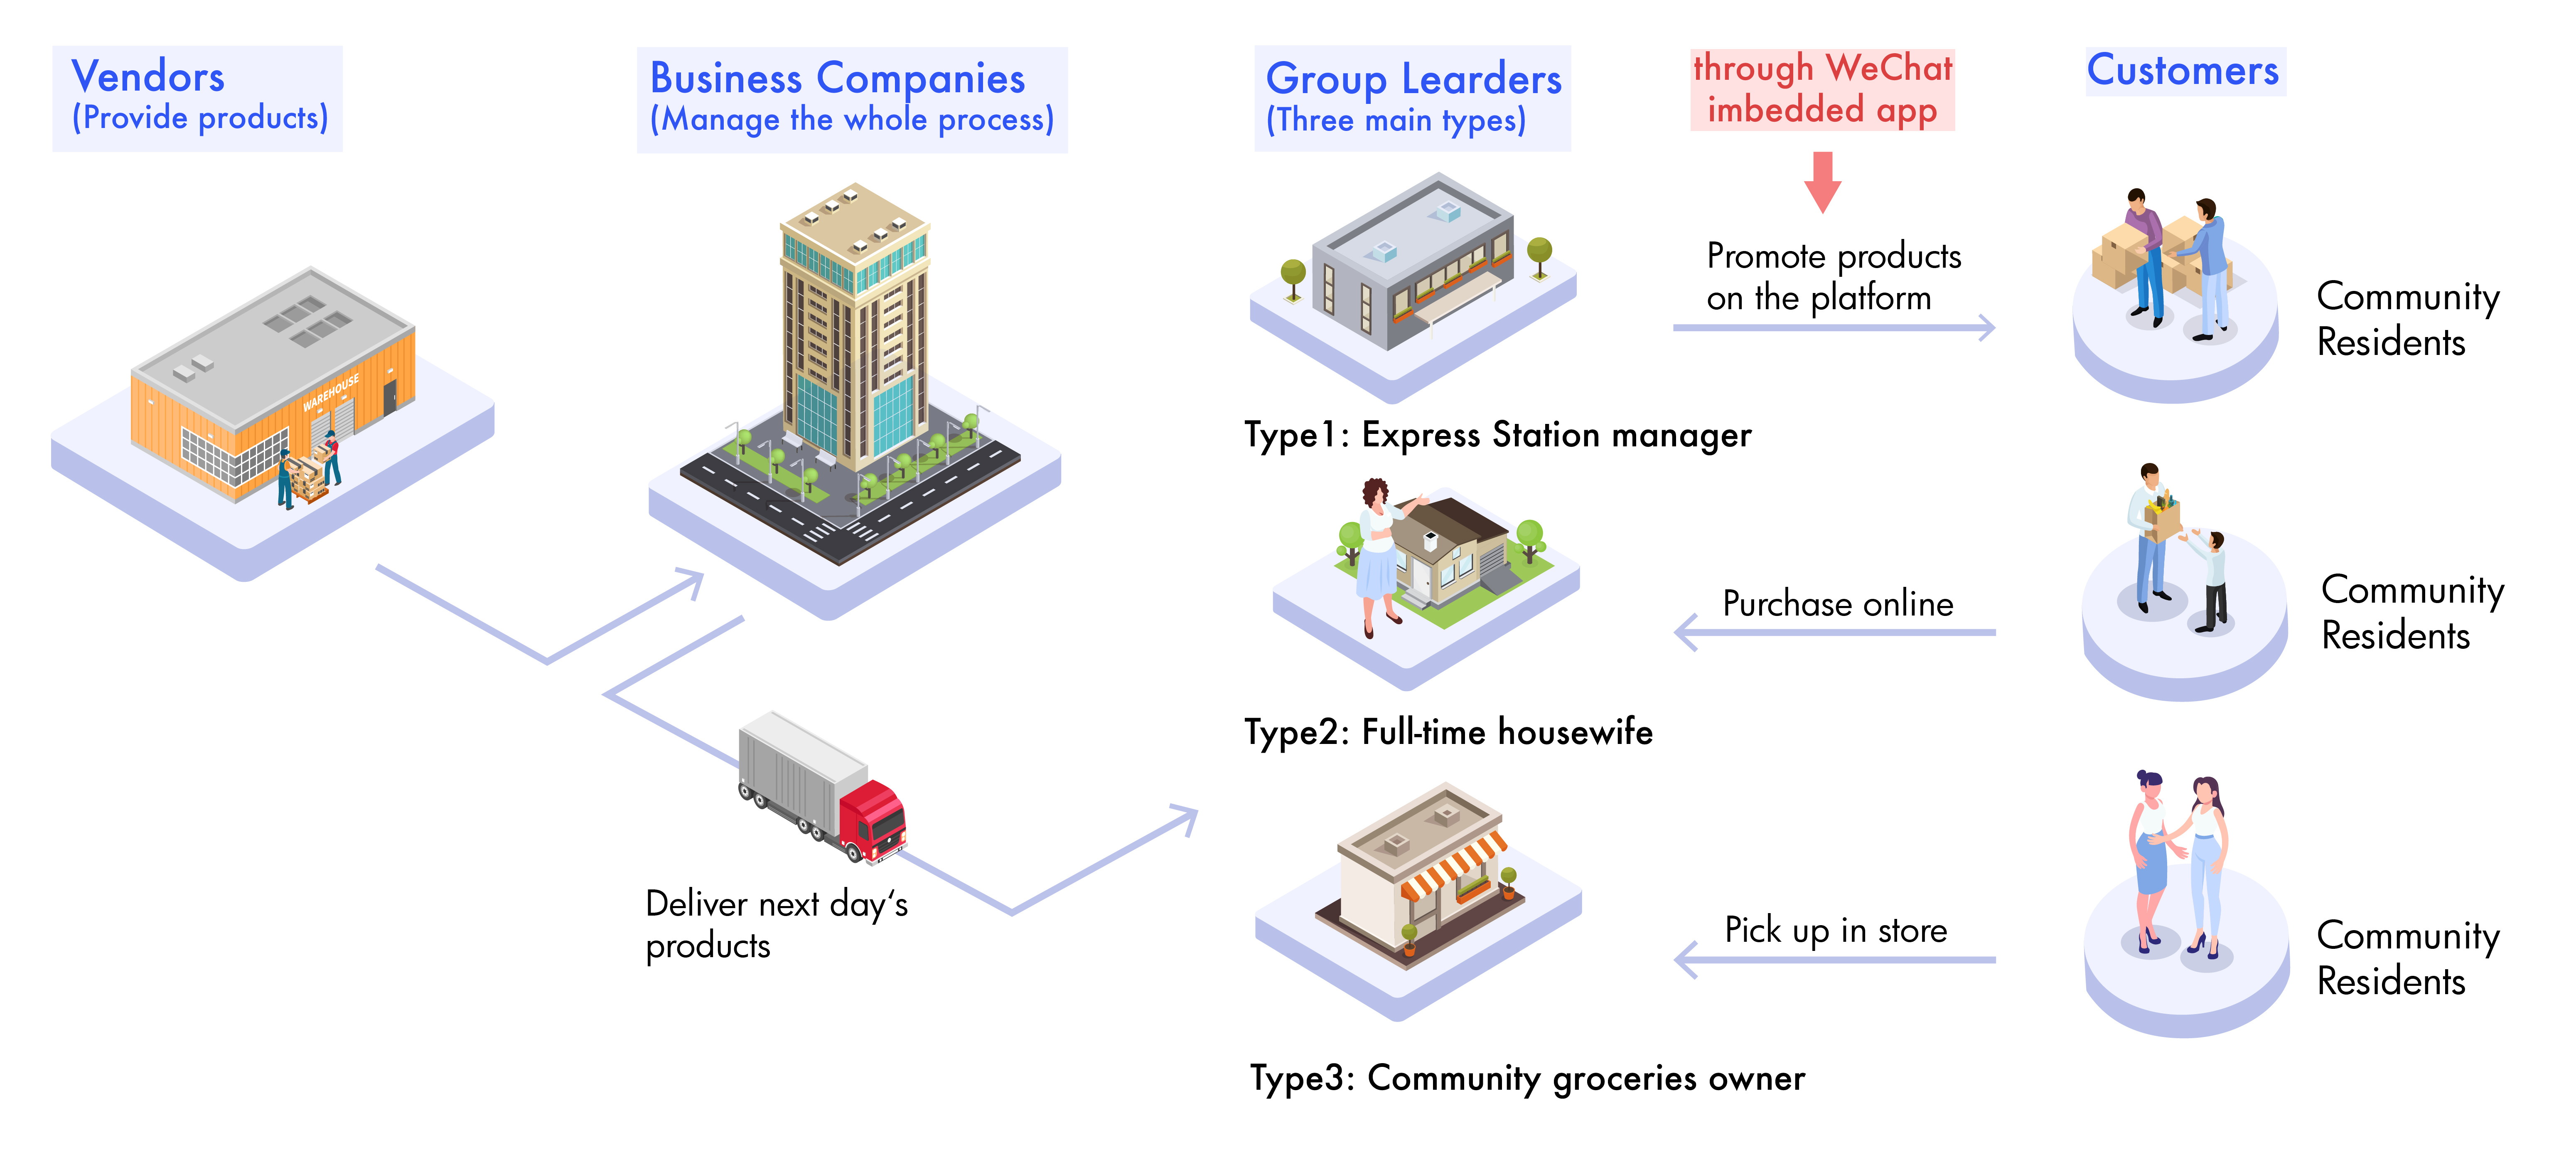 Vendors
(Provide products)
Business Companies
(Manage the whole process)
Group Learders
(Three main types)
through WeChat
imbedded app
Customers
WAREHOUSE
Promote products
on the platform
Community
Residents
Type1: Express Station manager
Purchase online
Community
Residents
Type2: Full-time housewife
Deliver next day‘s
products
Pick up in store
Community
Residents
Type3: Community groceries owner